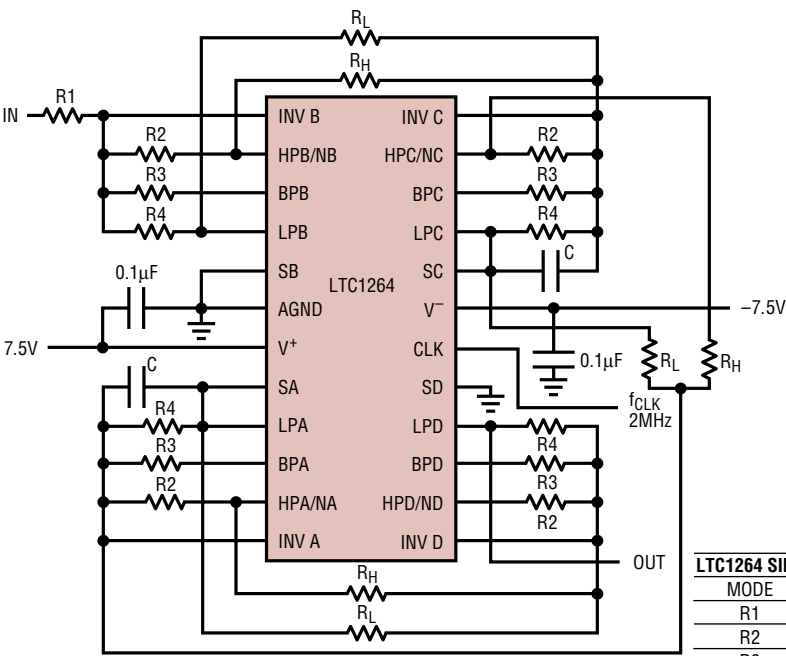 RL
RH
IN
R1
INV B
INV C
R2
HPB/NB
HPC/NC
R2
R3
BPB
BPC
R3
R4
LPB
LPC
R4
0.1µF
SB
SC
C
LTC1264
AGND
V–
–7.5V
7.5V
V+
CLK
0.1µF
RL
RH
C
SA
SD
fCLK
2MHz
R4
LPA
LPD
R4
R3
BPA
BPD
R3
R2
HPA/NA
HPD/ND
R2
INV A
INV D
OUT
RH
RL
LTC1264
MODE
R1
R2